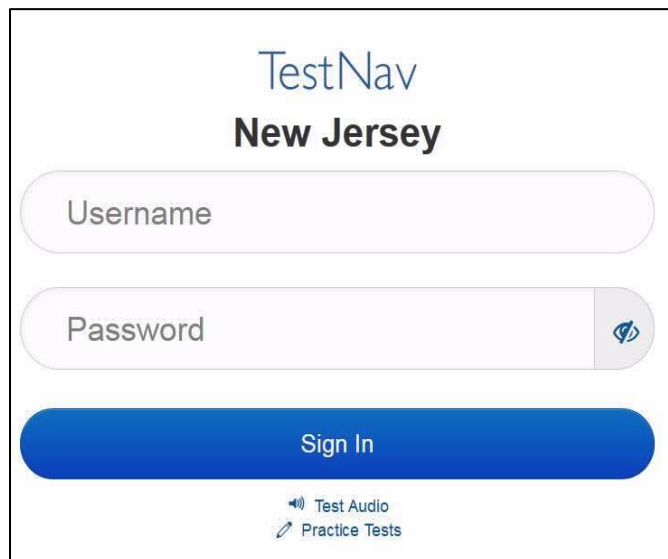 TestNav
New Jersey
Username
Password
Sign In
Test Audio
Practice Tests